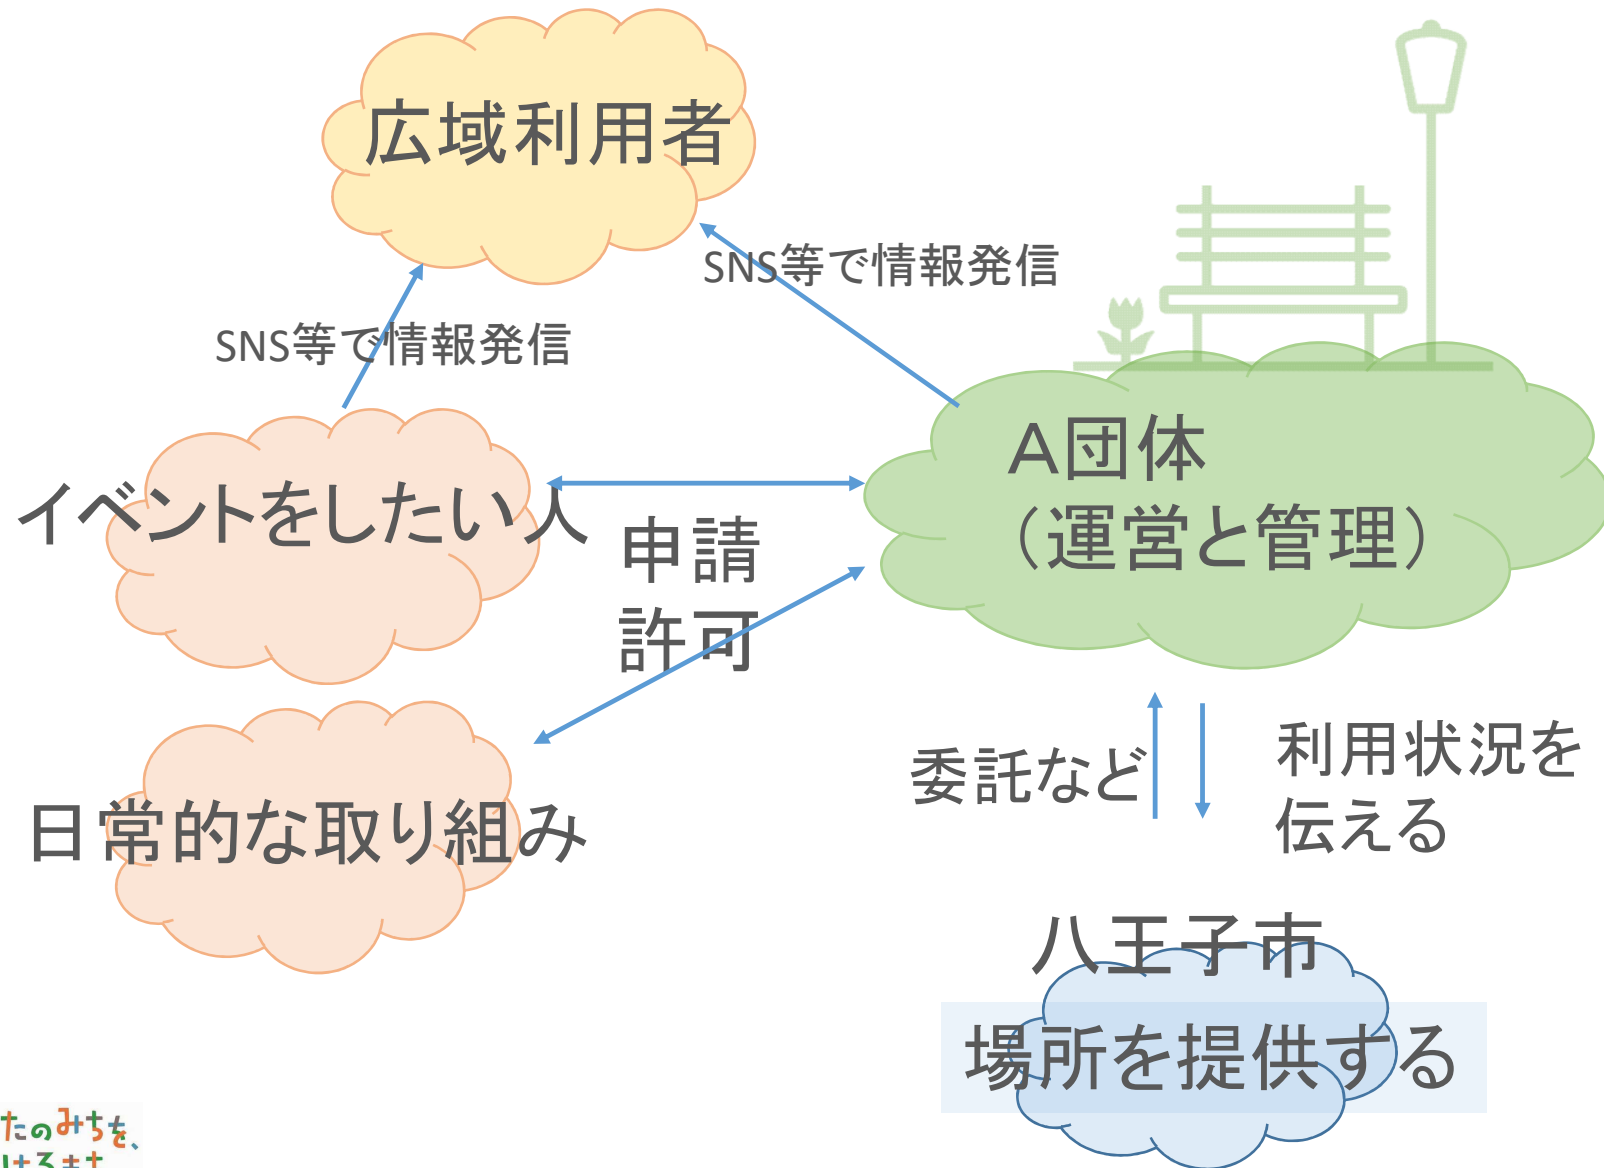 広域利用者
SNS等で情報発信
SNS等で情報発信
イベントをしたい人
申請
許可
A団体
（運営と管理）
日常的な取り組み
委託など
利用状況を
伝える
八王子市
場所を提供する
たのみちを、